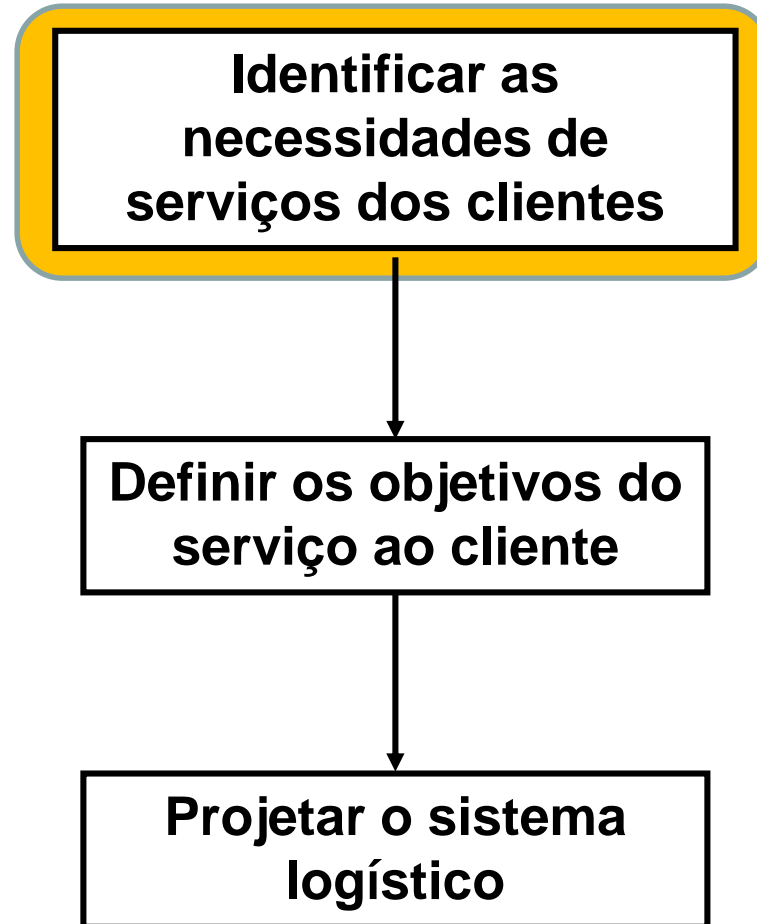 Identificar as
necessidades de
serviços dos clientes
Definir os objetivos do
serviço ao cliente
Projetar o sistema
logístico